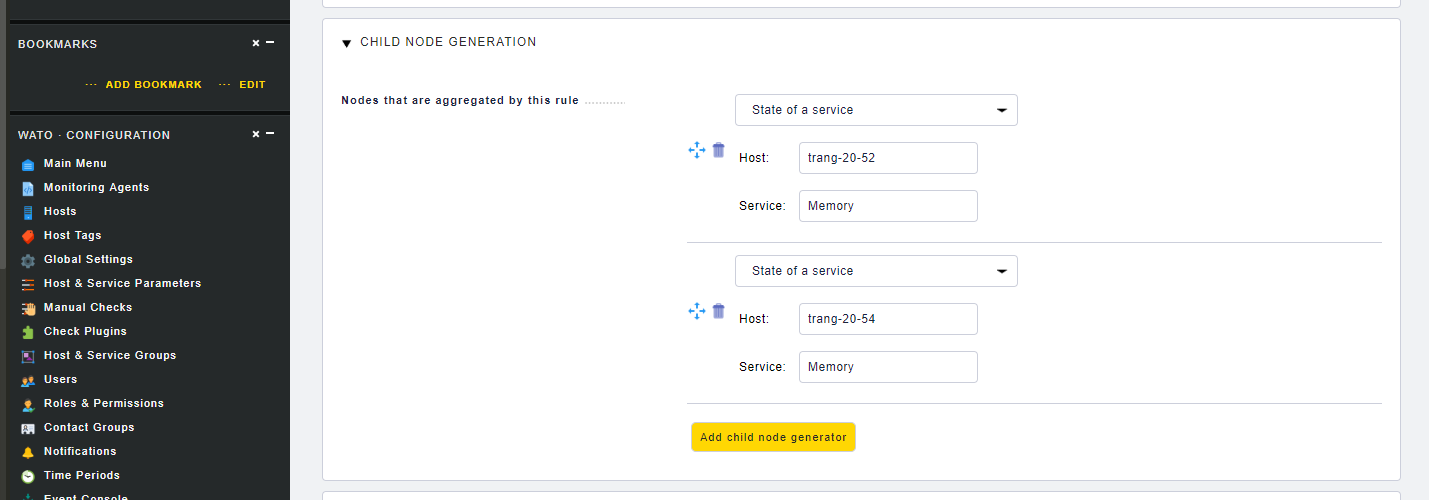 BOOKMARKS × −
··· ADD BOOKMARK ··· EDIT
WATO · CONFIGURATION × −
Main Menu
Monitoring Agents
Hosts
Host Tags
Global Settings
Host & Service Parameters
Manual Checks
Check Plugins
Host & Service Groups
Users
Roles & Permissions
Contact Groups
Notifications
Time Periods
Event Console
CHILD NODE GENERATION
Nodes that are aggregated by this rule
State of a service
Host: trang-20-52
Service: Memory
State of a service
Host: trang-20-54
Service: Memory
Add child node generator